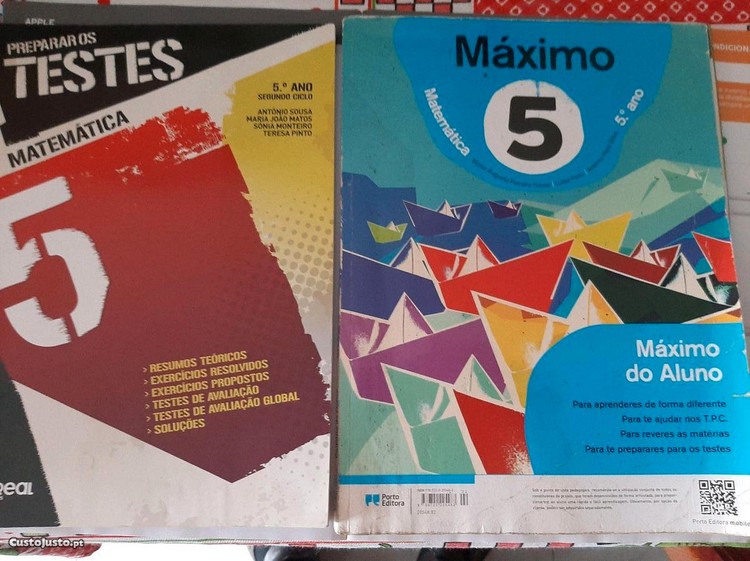 APPLE
PREPARAR OS
TESTES
5.º ANO
SEGUNDO CICLO
ANTÓNIO SOUSA
MARIA JOÃO MATOS
SÓNIA MONTEIRO
TERESA PINTO
MATEMÁTICA
5
> RESUMOS TEÓRICOS
> EXERCÍCIOS RESOLVIDOS
> EXERCÍCIOS PROPOSTOS
> TESTES DE AVALIAÇÃO
> TESTES DE AVALIAÇÃO GLOBAL
> SOLUÇÕES
Máximo
5
Matemática
5.º ano
Máximo
do Aluno
Para aprenderes de forma diferente
Para te ajudar nos T.P.C.
Para reveres as matérias
Para te preparares para os testes
Porto
Editora
Porto Editora mobile
NDICION
CustoJusto.pt